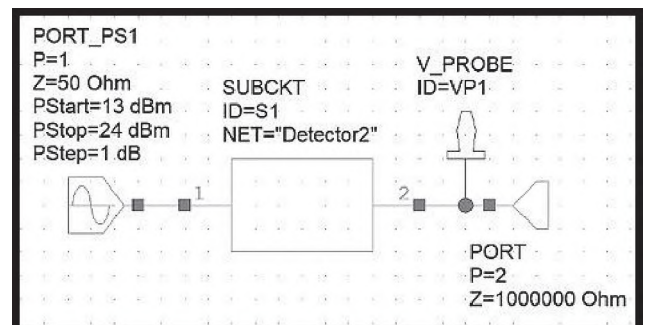 PORT_PS1
P=1
Z=50 Ohm
PStart=13 dBm
PStop=24 dBm
PStep=1 dB
SUBCKT
ID=S1
NET="Detector2"
V_PROBE
ID=VP1
1
2
PORT
P=2
Z=1000000 Ohm